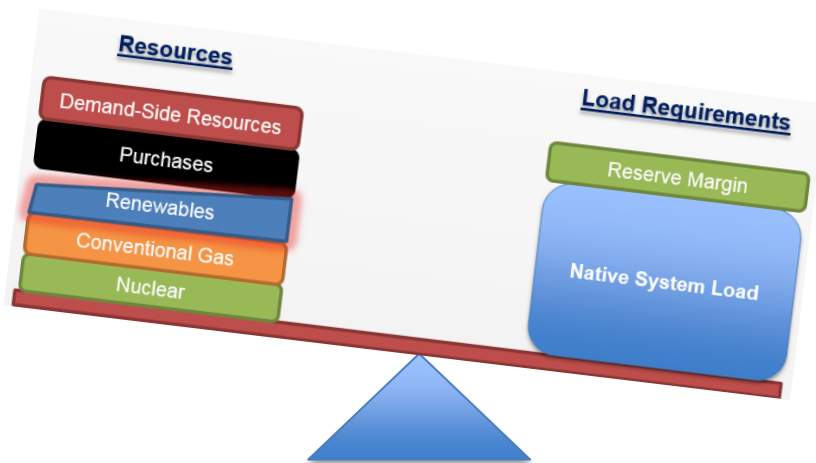 Resources
Demand-Side Resources
Purchases
Renewables
Conventional Gas
Nuclear
Load Requirements
Reserve Margin
Native System Load